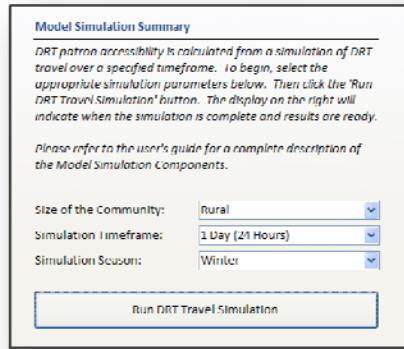 Model Simulation Summary
DRT patron accessibility is calculated from a simulation of DRT
travel over a specified timeframe. To begin, select the
appropriate simulation parameters below. Then click the 'Run
DRT Travel Simulation' button. The display on the right will
indicate when the simulation is complete and results are ready.
Please refer to the user's guide for a complete description of
the Model Simulation Components.
Size of the Community: Rural
Simulation Timeframe: 1 Day (24 Hours)
Simulation Season: Winter
Run DRT Travel Simulation